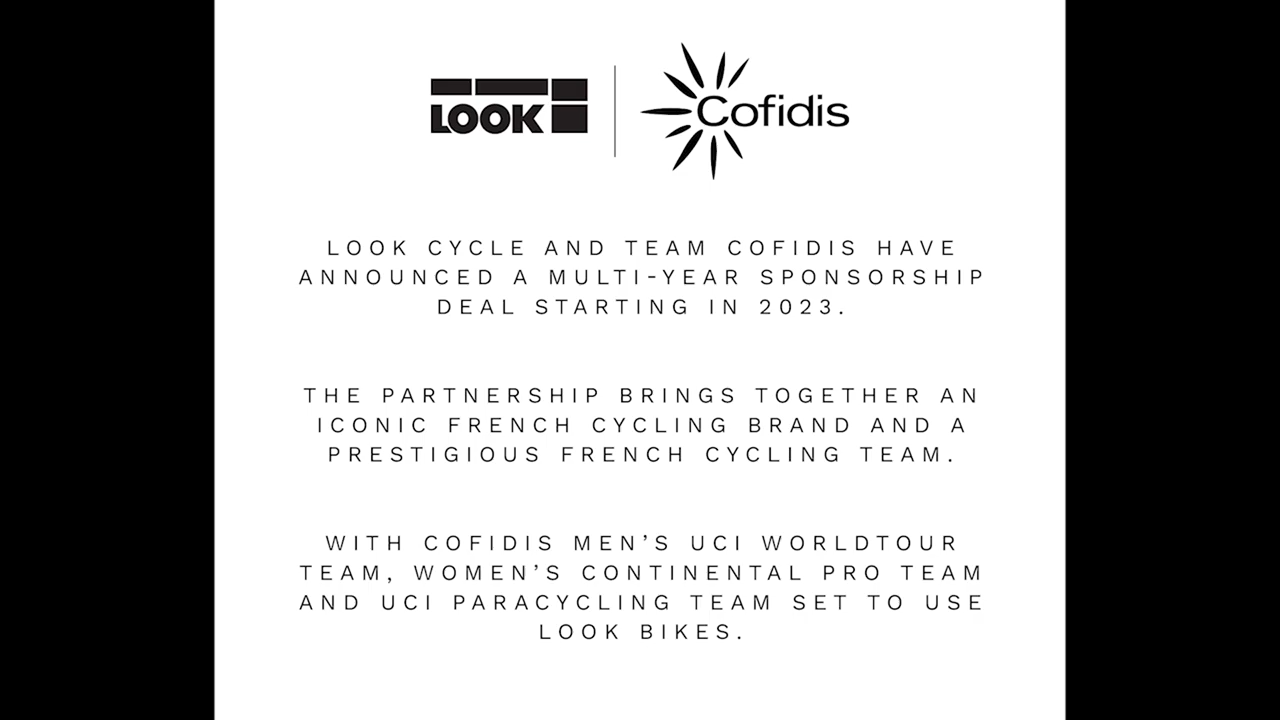 LOOK
Cofidis
LOOK CYCLE AND TEAM COFIDIS HAVE
ANNOUNCED A MULTI-YEAR SPONSORSHIP
DEAL STARTING IN 2023.
THE PARTNERSHIP BRINGS TOGETHER AN
ICONIC FRENCH CYCLING BRAND AND A
PRESTIGIOUS FRENCH CYCLING TEAM.
WITH COFIDIS MEN’S UCI WORLDTOUR
TEAM, WOMEN’S CONTINENTAL PRO TEAM
AND UCI PARACYCLING TEAM SET TO USE
LOOK BIKES.